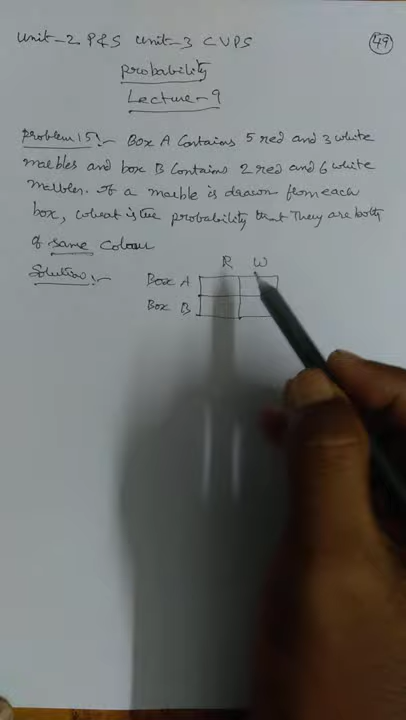 Unit-2 P&S Unit-3 CVPS
49
Probability
Lecture-9
Problem 15:- Box A Contains 5 red and 3 white
marbles and box B Contains 2 red and 6 white
Marbles. If a marble is drawn from each
box, what is the probability that They are both
of same Colour
Solution:-
R W
Box A
Box B